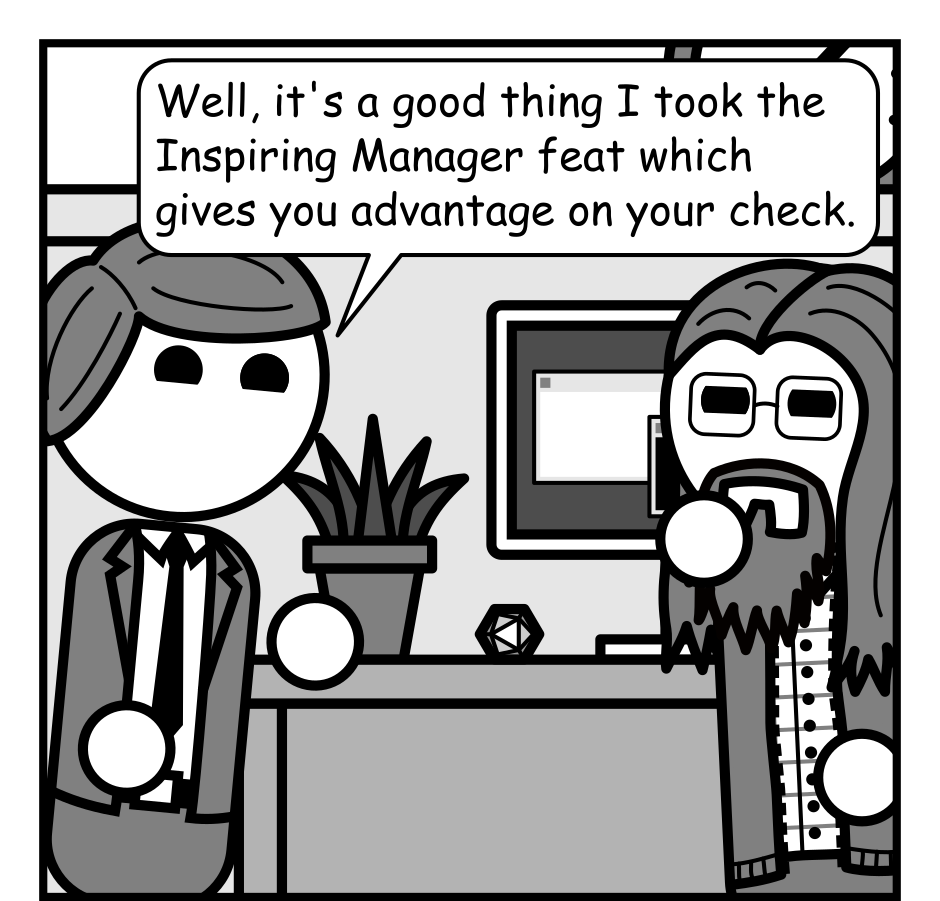 Well, it's a good thing I took the
Inspiring Manager feat which
gives you advantage on your check.